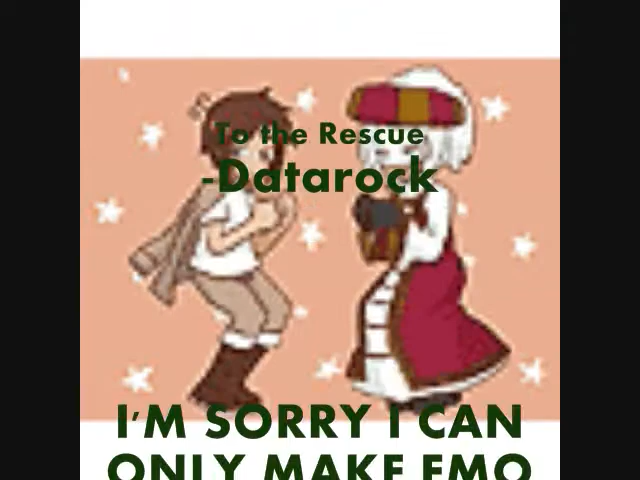 To the Rescue
-Datarock
I'M SORRY I CAN
ONLY MAKE EMO